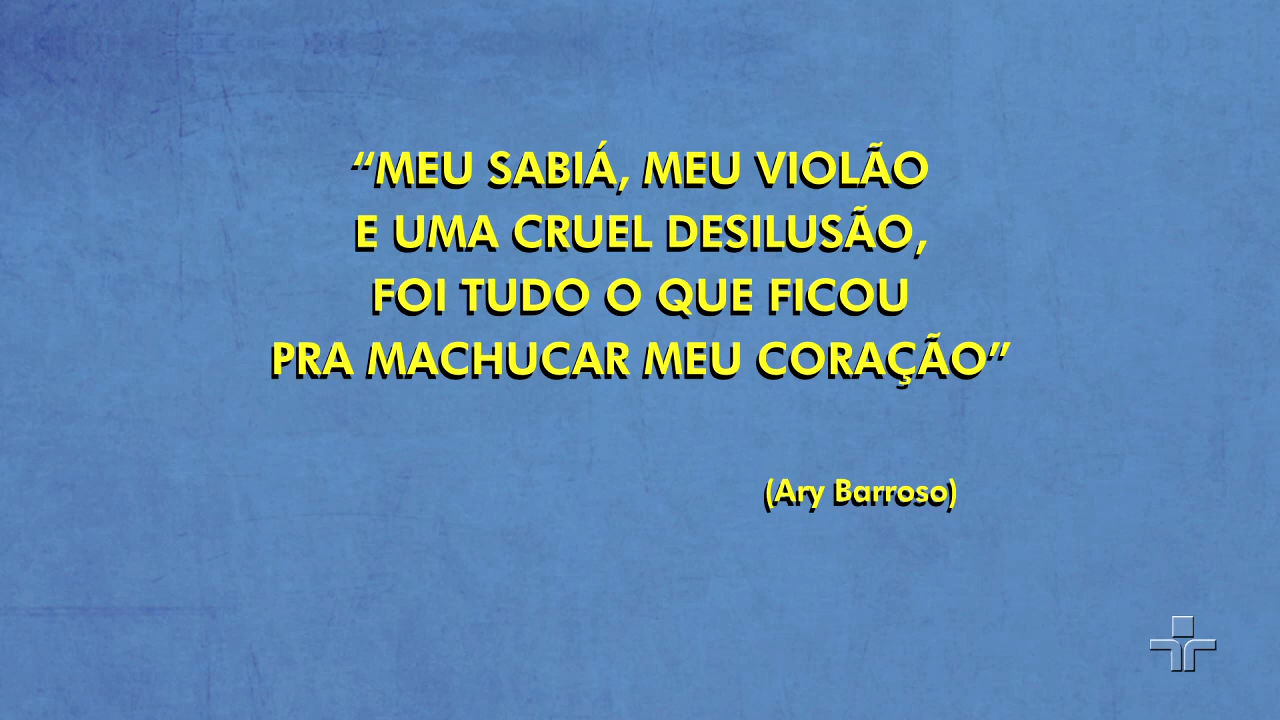 “MEU SABIÁ, MEU VIOLÃO
E UMA CRUEL DESILUSÃO,
FOI TUDO O QUE FICOU
PRA MACHUCAR MEU CORAÇÃO”
(Ary Barroso)